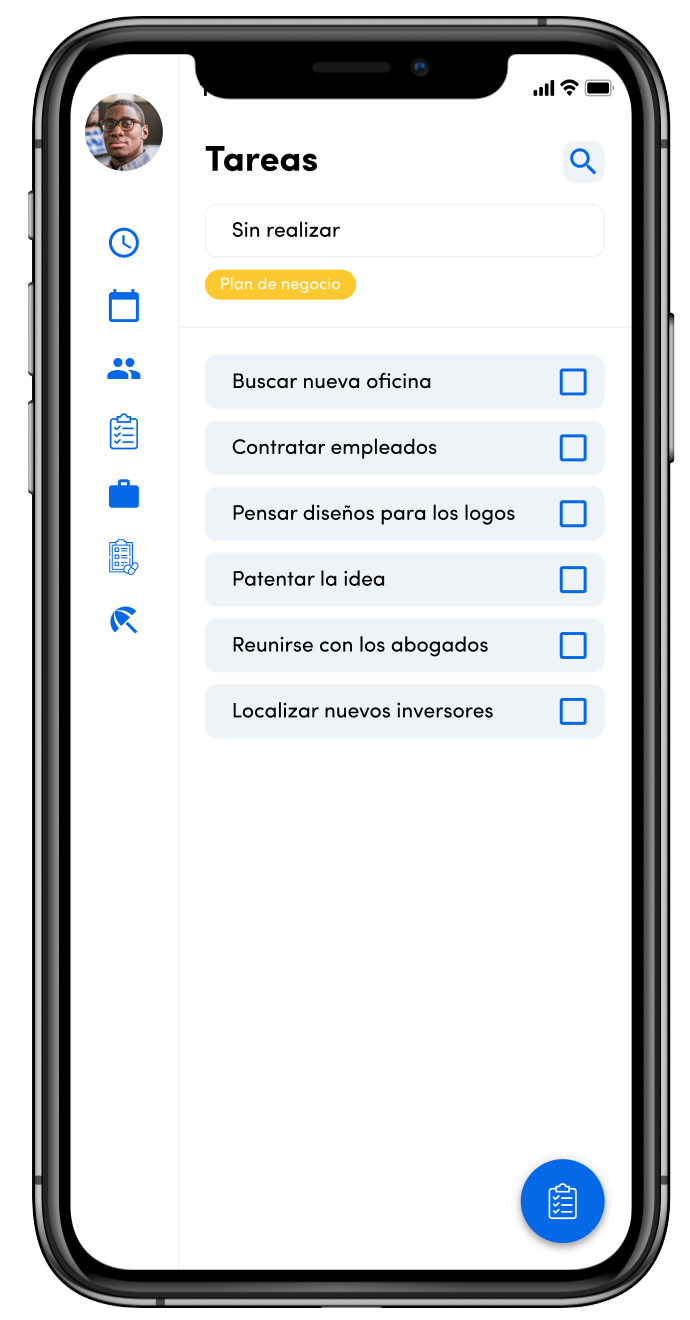 Tareas
Sin realizar
Plan de negocio
Buscar nueva oficina
Contratar empleados
Pensar diseños para los logos
Patentar la idea
Reunirse con los abogados
Localizar nuevos inversores